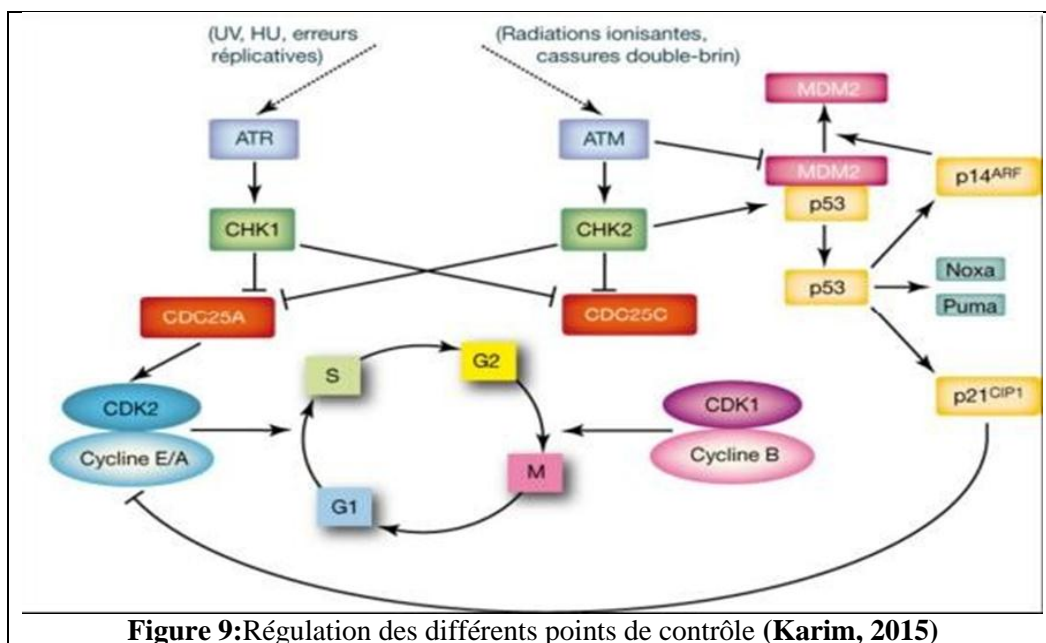 (UV, HU, erreurs
réplicatives)
(Radiations ionisantes,
cassures double-brin)
MDM2
ATR
ATM
MDM2
p53
p14ARF
CHK1
CHK2
p53
Noxa
Puma
CDC25A
CDC25C
S
G2
CDK2
Cycline E/A
CDK1
Cycline B
p21CIP1
M
G1
Figure 9:Régulation des différents points de contrôle (Karim, 2015)